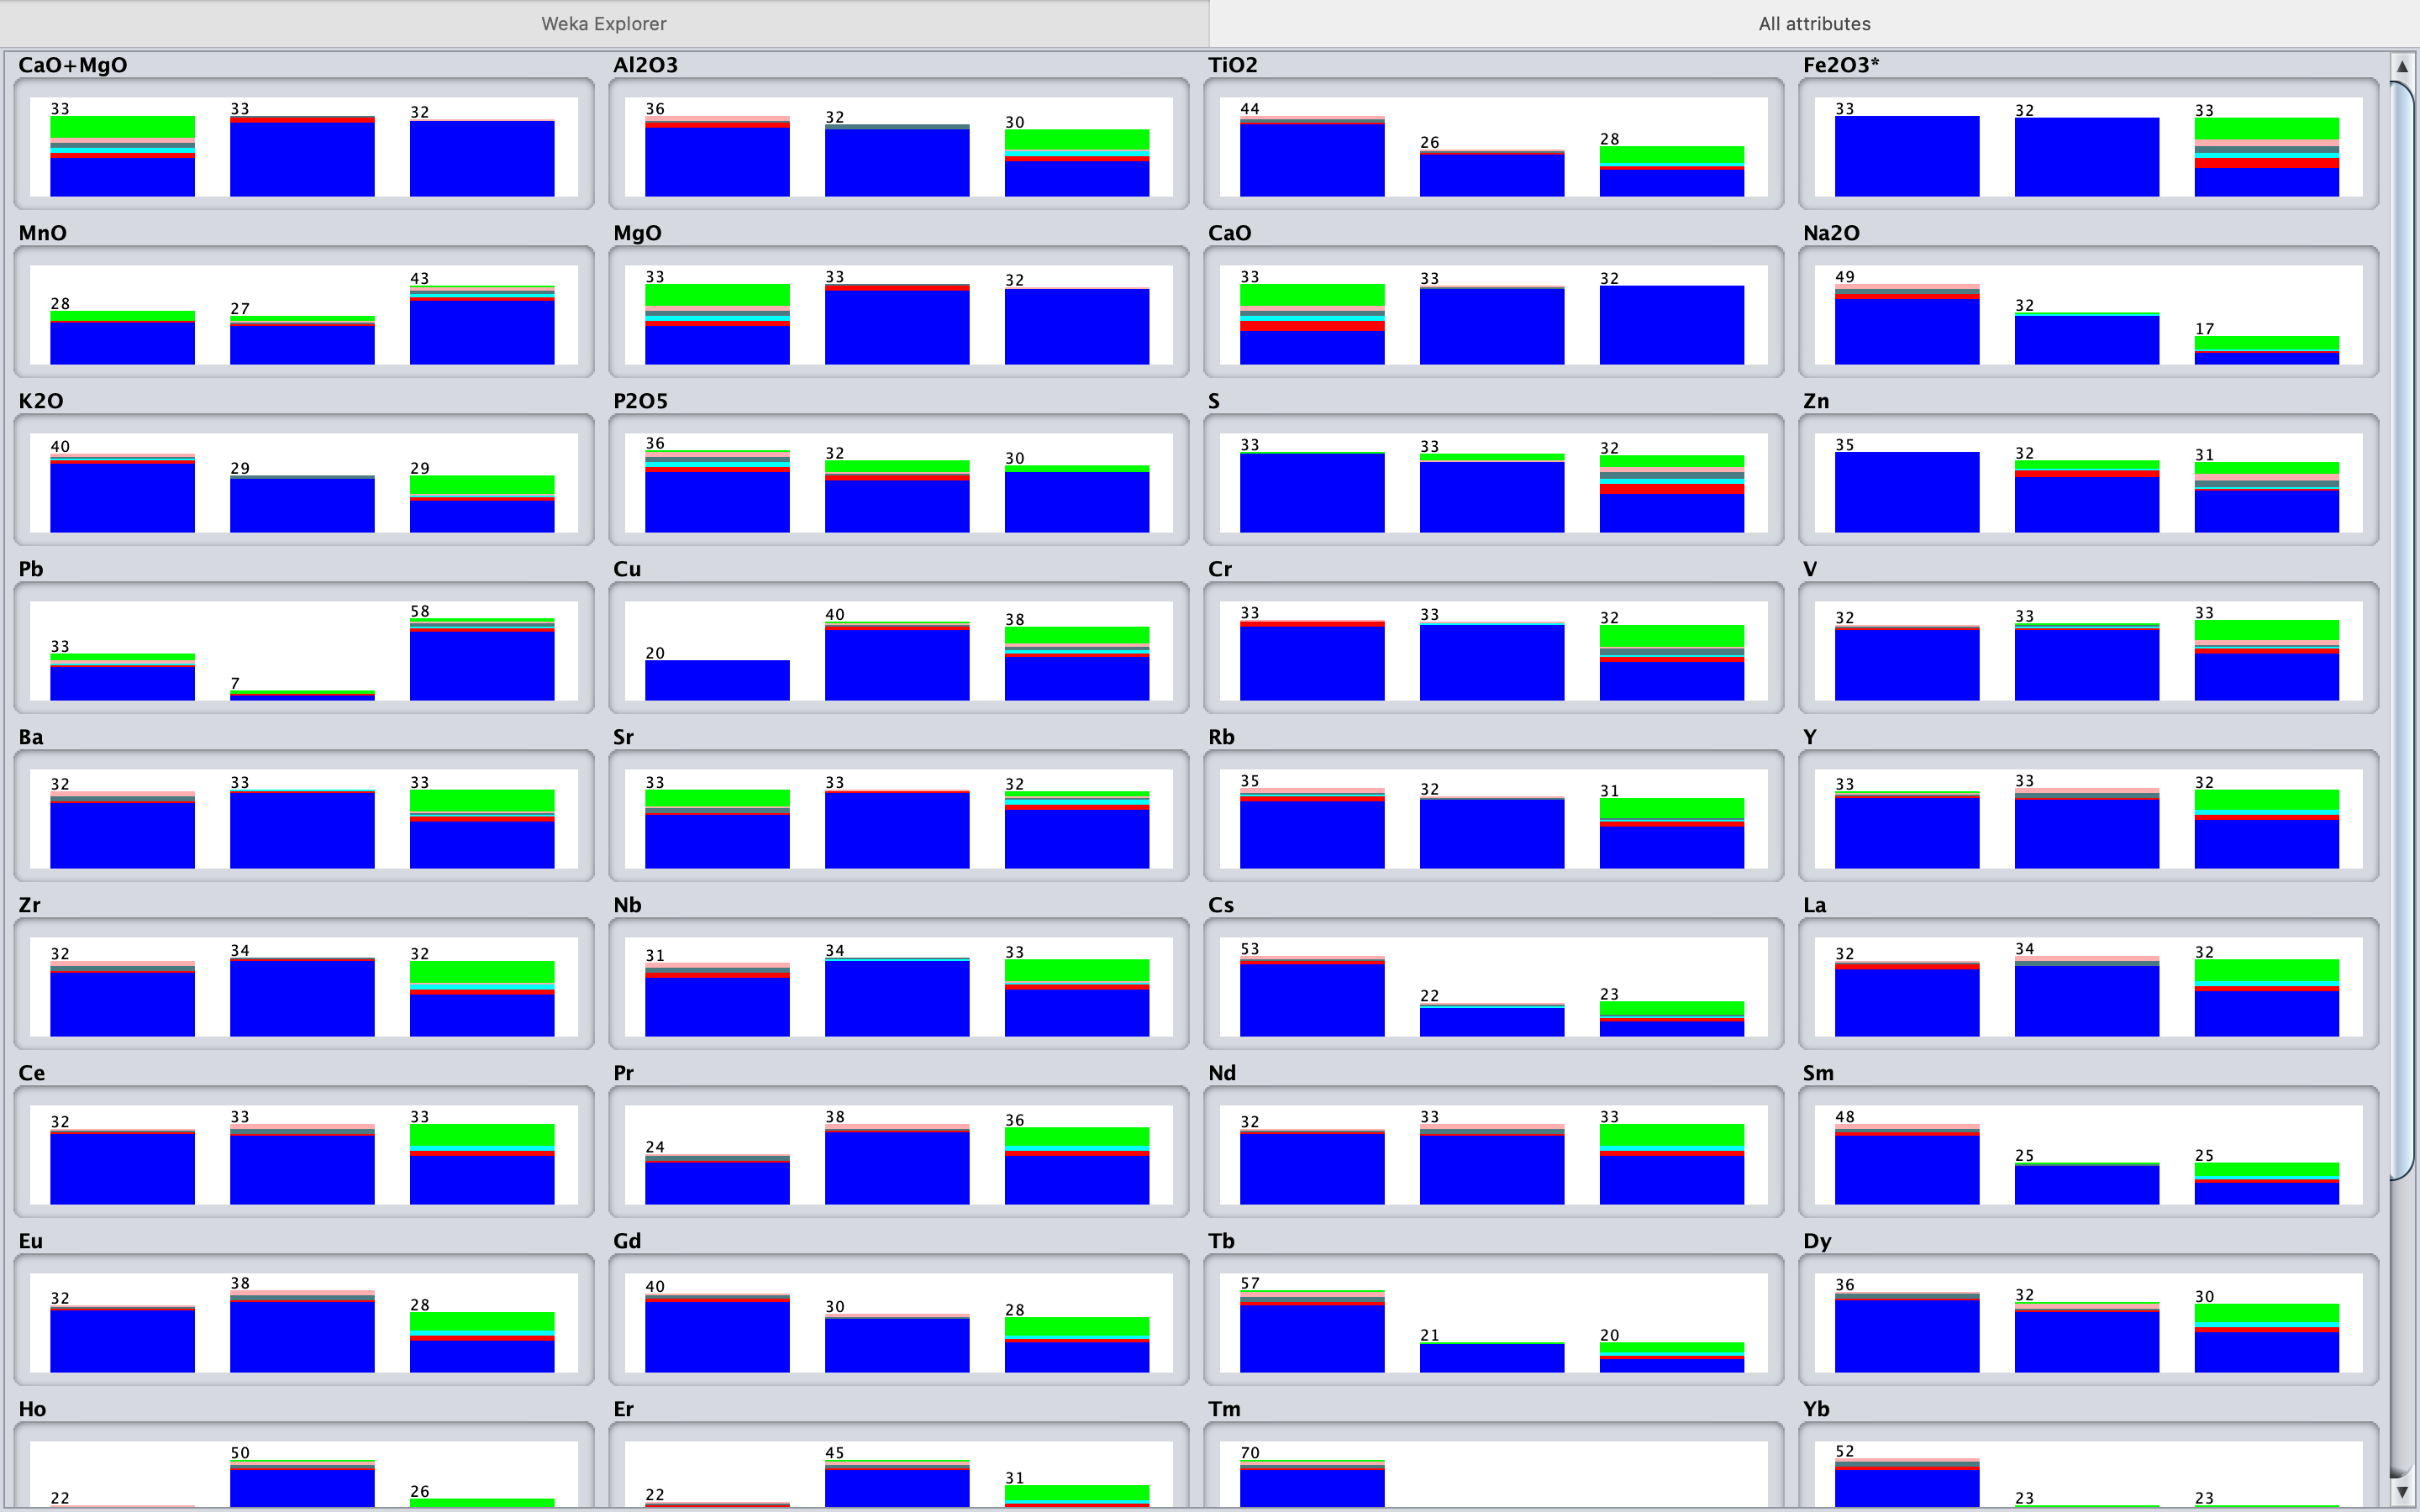 Weka Explorer All attributes
CaO+MgO Al2O3 TiO2 Fe2O3*
33 33 32 36 32 30 44 26 28 33 32 33
MnO MgO CaO Na2O
28 27 43 33 33 32 33 33 32 49 32 17
K2O P2O5 S Zn
40 29 29 36 32 30 33 33 32 35 32 31
Pb Cu Cr V
33 7 58 20 40 38 33 33 32 32 33 33
Ba Sr Rb Y
32 33 33 33 33 32 35 32 31 33 33 32
Zr Nb Cs La
32 34 32 31 34 33 53 22 23 32 34 32
Ce Pr Nd Sm
32 33 33 24 38 36 32 33 33 48 25 25
Eu Gd Tb Dy
32 38 28 40 30 28 57 21 20 36 32 30
Ho Er Tm Yb
22 50 26 22 45 31 70 52 23 23